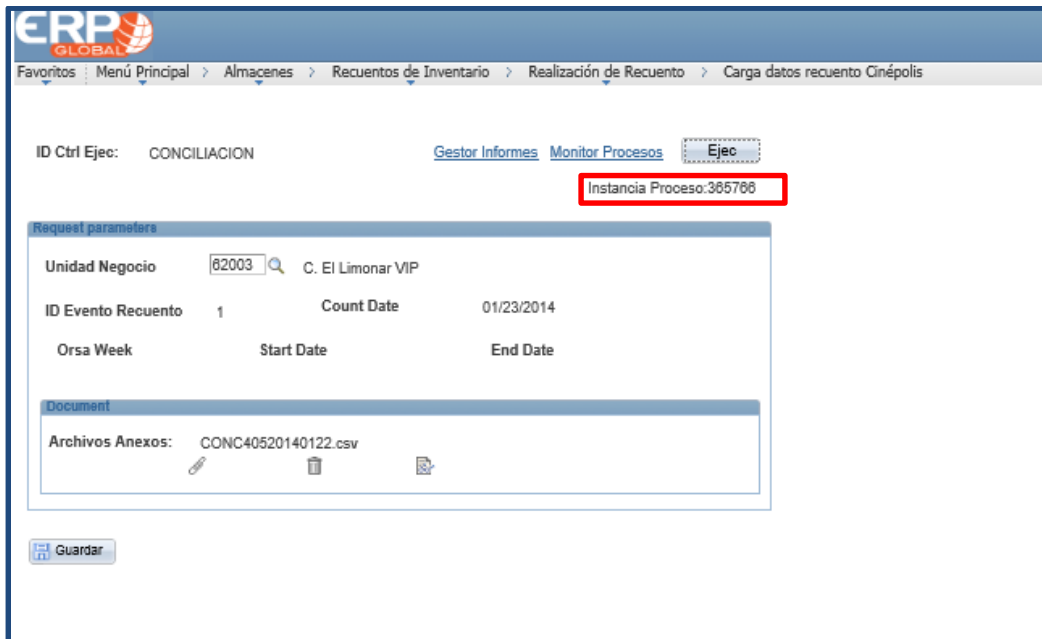 ERP
GLOBAL
Favoritos Menú Principal > Almacenes > Recuentos de Inventario > Realización de Recuento > Carga datos recuento Cinépolis
ID Ctrl Ejec: CONCILIACION Gestor Informes Monitor Procesos Ejec
Instancia Proceso:365766
Request parameters
Unidad Negocio 62003 C. El Limonar VIP
ID Evento Recuento 1 Count Date 01/23/2014
Orsa Week Start Date End Date
Document
Archivos Anexos: CONC40520140122.csv
Guardar